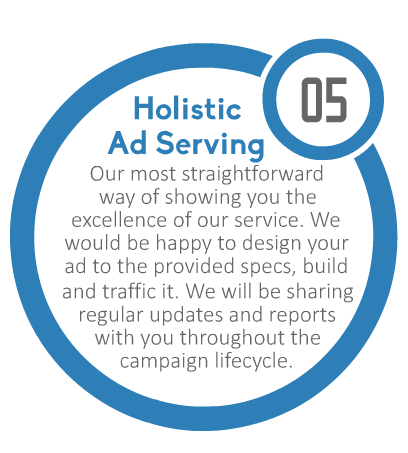 05
Holistic
Ad Serving
Our most straightforward
way of showing you the
excellence of our service. We
would be happy to design your
ad to the provided specs, build
and traffic it. We will be sharing
regular updates and reports
with you throughout the
campaign lifecycle.